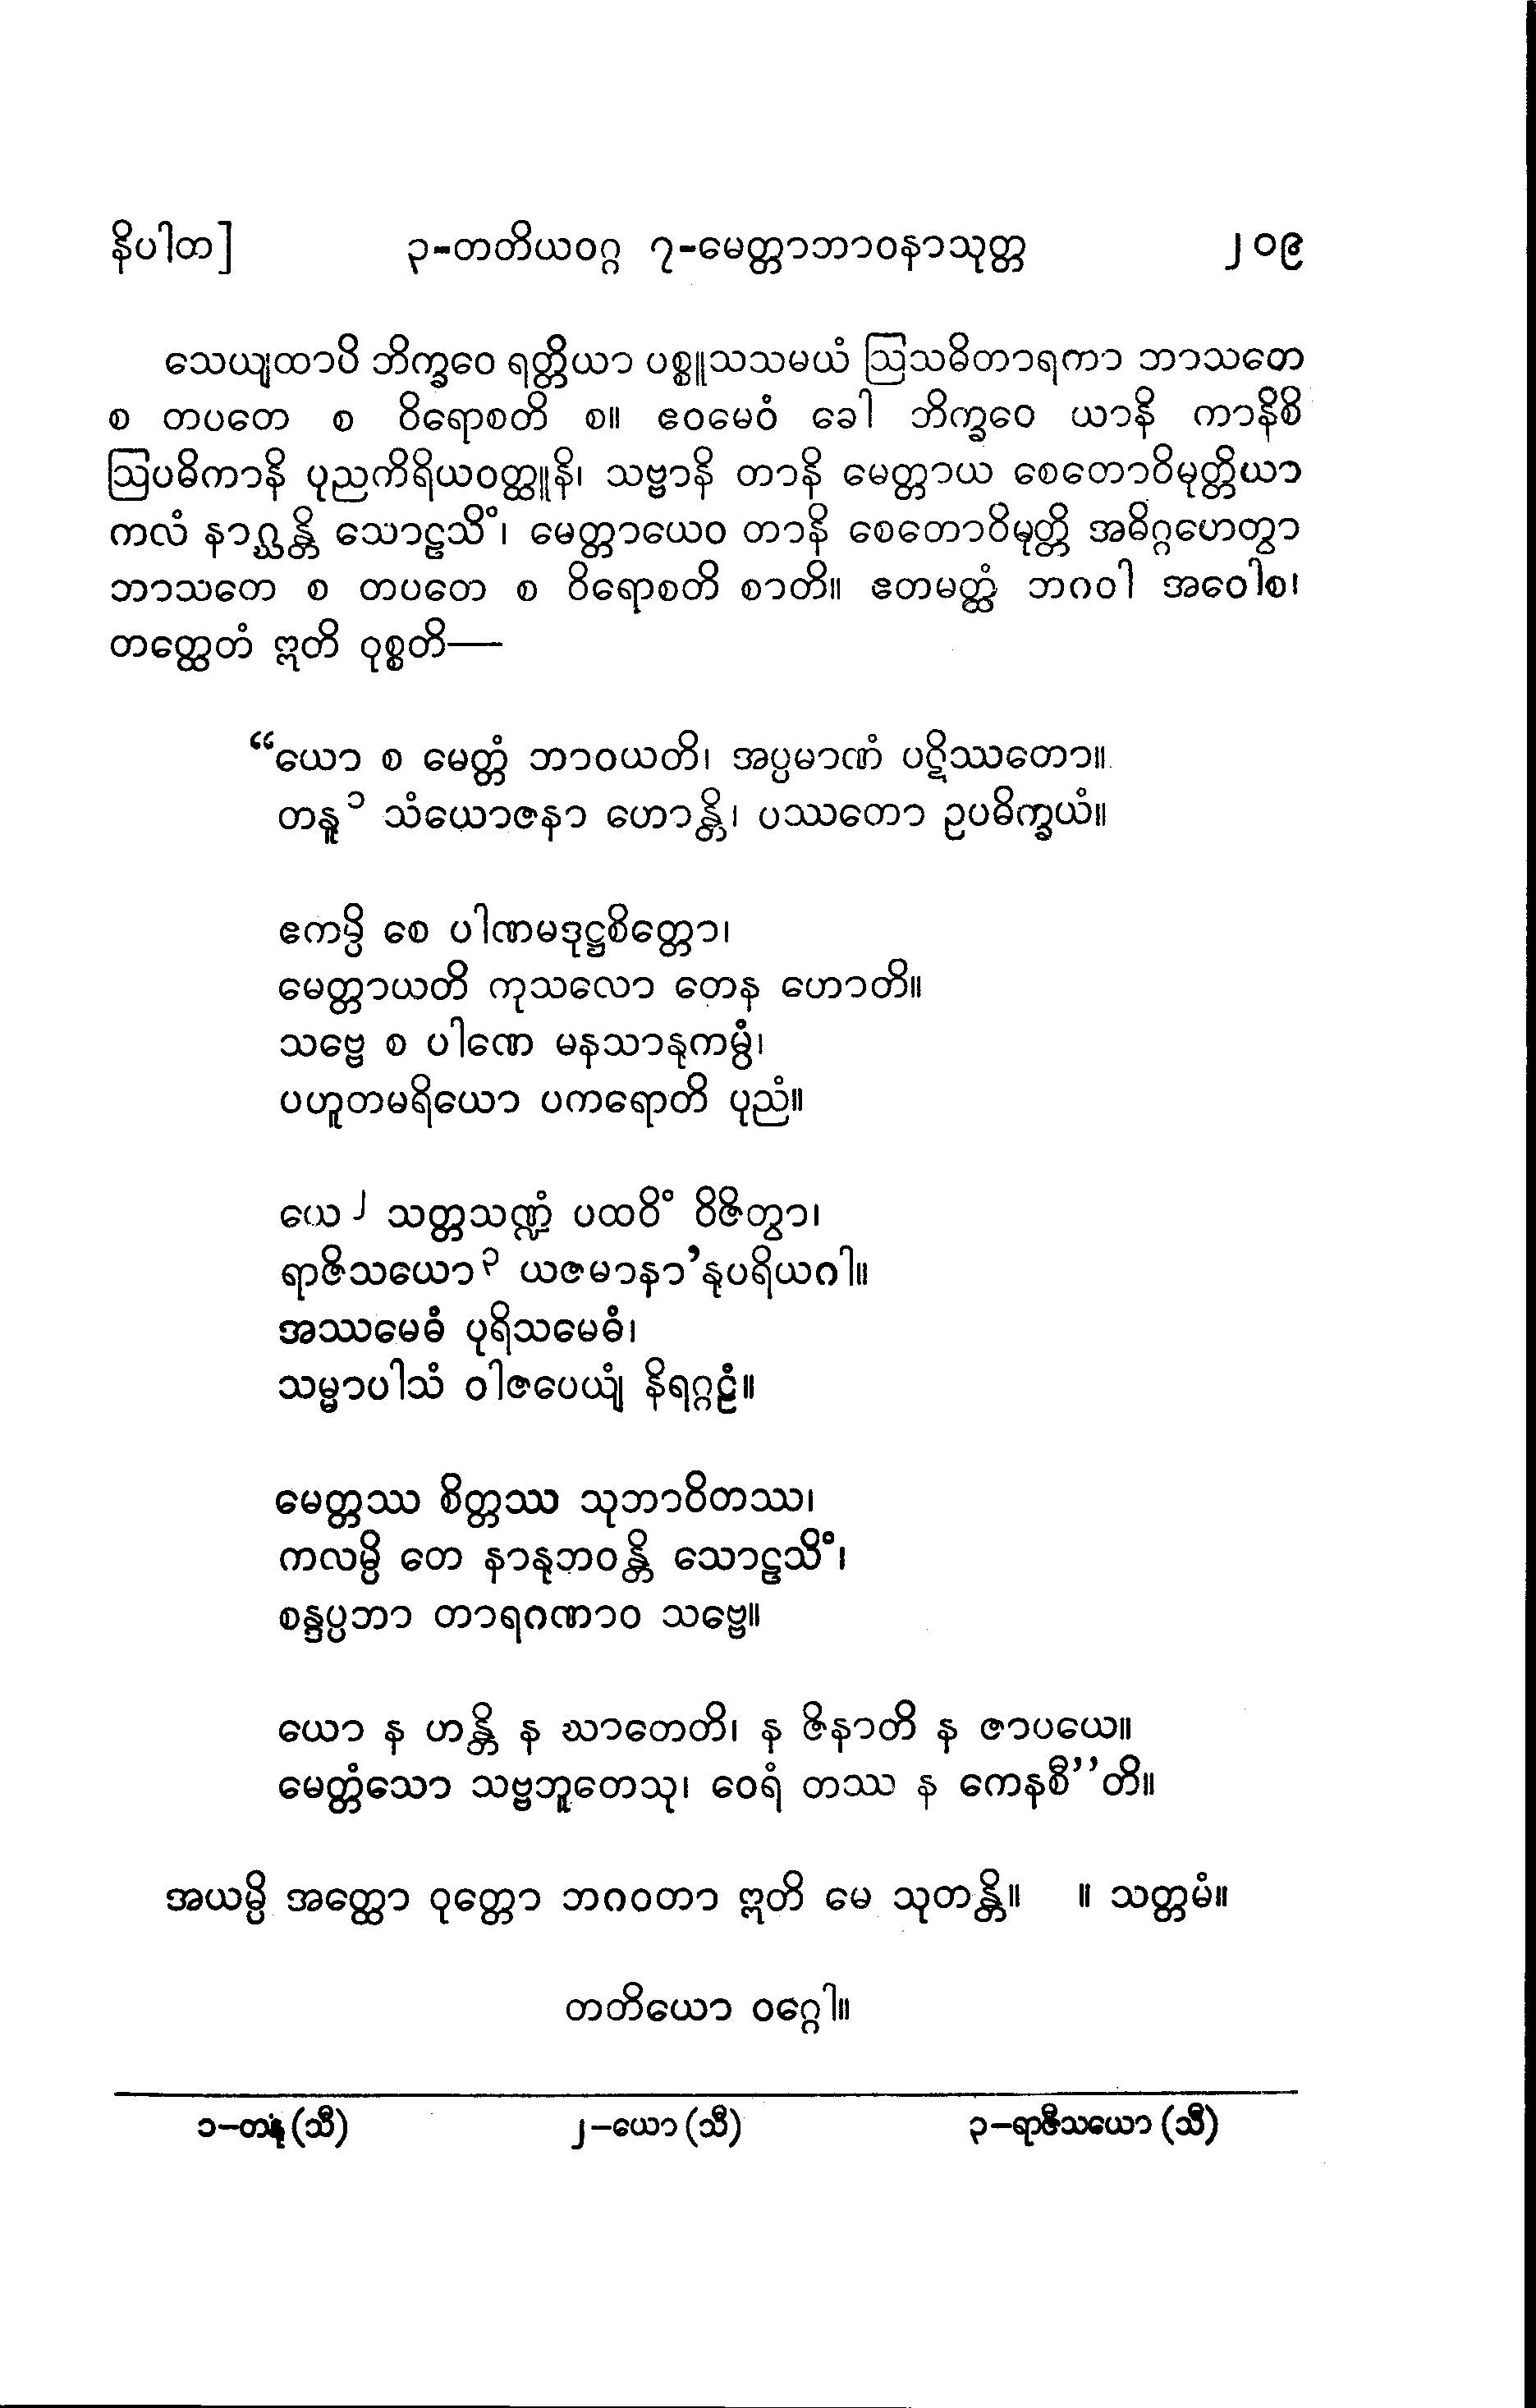 နိပါတ] ၃-တတိယဝဂ္ဂ ၇-မေတ္တာဘာဝနာသုတ္တ ၂၀၉
သေယျထာပိ ဘိက္ခဝေ ရတ္တိယာ ပစ္စူသသမယံ ဩသဓိတာရကာ ဘာသတေ
စ တပတေ စ ဝိရောစတိ စ။ ဧဝမေဝံ ခေါ ဘိက္ခဝေ ယာနိ ကာနိစိ
ဩပဓိကာနိ ပုညကိရိယဝတ္ထူနိ၊ သဗ္ဗာနိ တာနိ မေတ္တာယ စေတောဝိမုတ္တိယာ
ကလံ နာဂ္ဃန္တိ သောဠသိံ၊ မေတ္တာယေဝ တာနိ စေတောဝိမုတ္တိ အဓိဂ္ဂဟေတွာ
ဘာသတေ စ တပတေ စ ဝိရောစတိ စာတိ။ ဧတမတ္ထံ ဘဂဝါ အဝေါစ၊
တတ္ထေတံ ဣတိ ဝုစ္စတိ—
“ယော စ မေတ္တံ ဘာဝယတိ၊ အပ္ပမာဏံ ပဋိဿတော။
တနူ ၁ သံယောဇနာ ဟောန္တိ၊ ပဿတော ဥပဓိက္ခယံ။
ဧကမ္ပိ စေ ပါဏမဒုဋ္ဌစိတ္တော၊
မေတ္တာယတိ ကုသလော တေန ဟောတိ။
သဗ္ဗေ စ ပါဏေ မနသာနုကမ္ပံ၊
ပဟူတမရိယော ပကရောတိ ပုညံ။
ယေ ၂ သတ္တသဏ္ဍံ ပထဝိံ ဝိဇိတွာ၊
ရာဇိသယော ၃ ယဇမာနာ’နုပရိယဂါ။
အဿမေဓံ ပုရိသမေဓံ၊
သမ္မာပါသံ ဝါဇပေယျံ နိရဂ္ဂဠံ။
မေတ္တဿ စိတ္တဿ သုဘာဝိတဿ၊
ကလမ္ပိ တေ နာနုဘဝန္တိ သောဠသိံ၊
စန္ဒပ္ပဘာ တာရဂဏာဝ သဗ္ဗေ။
ယော န ဟန္တိ န ဃာတေတိ၊ န ဇိနာတိ န ဇာပယေ။
မေတ္တံသော သဗ္ဗဘူတေသု၊ ဝေရံ တဿ န ကေနစီ”တိ။
အယမ္ပိ အတ္ထော ဝုတ္တော ဘဂဝတာ ဣတိ မေ သုတန္တိ။ ။ သတ္တမံ။
တတိယော ဝဂ္ဂေါ။
၁–တနုံ (သီ) ၂–ယော (သီ) ၃–ရာဇီသယော (သီ)